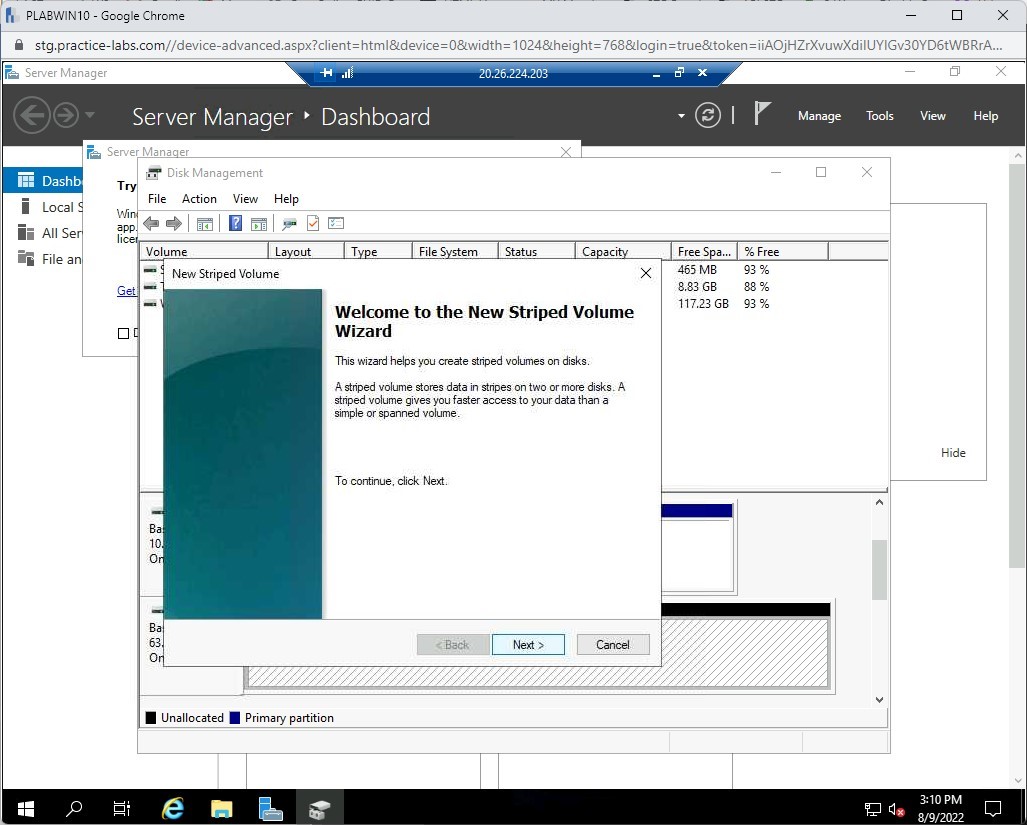 PLABWIN10 - Google Chrome
stg.practice-labs.com//device-advanced.aspx?client=html&device=0&width=1024&height=768&login=true&token=iiAOjHZrXvuwXdiIUYIGv30YD6tWBRrA...
Server Manager
20.26.224.203
Server Manager • Dashboard
Manage
Tools
View
Help
Dashb
Local S
All Ser
File an
Server Manager
Try
Win
app.
licen
Get
Hide
Disk Management
File Action View Help
Volume Layout Type File System Status Capacity Free Spa... % Free
465 MB 93 %
8.83 GB 88 %
117.23 GB 93 %
New Striped Volume
Welcome to the New Striped Volume
Wizard
This wizard helps you create striped volumes on disks.
A striped volume stores data in stripes on two or more disks. A
striped volume gives you faster access to your data than a
simple or spanned volume.
To continue, click Next.
< Back
Next >
Cancel
Ba
10.
On
Ba
63.
On
Unallocated
Primary partition
3:10 PM
8/9/2022